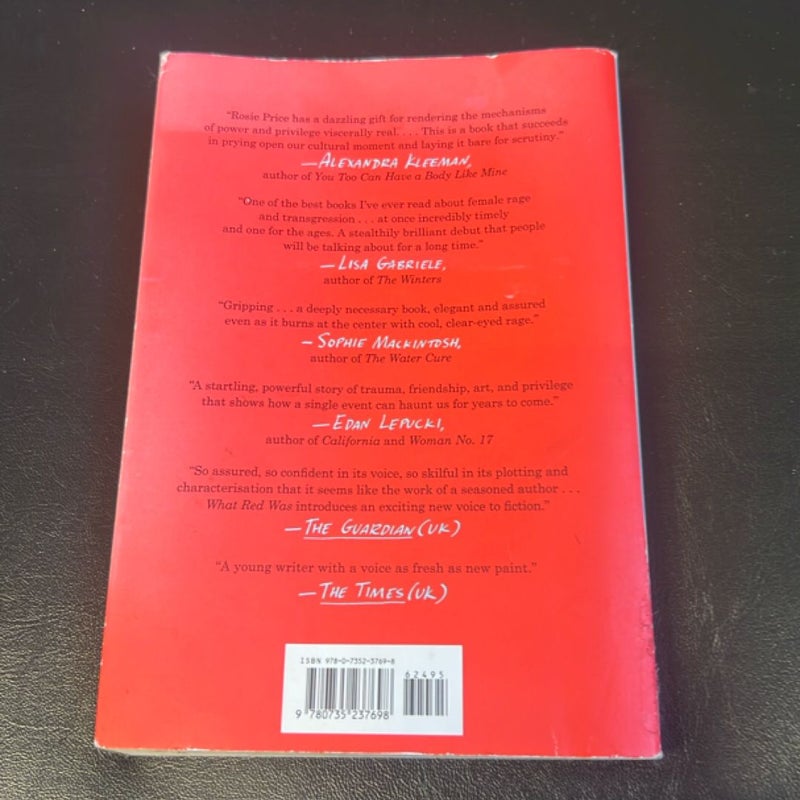 “Rosie Price has a dazzling gift for rendering the mechanisms
of power and privilege viscerally real. . . . This is a book that succeeds
in prying open our cultural moment and laying it bare for scrutiny.”
—ALEXANDRA KLEEMAN,
author of You Too Can Have a Body Like Mine
“One of the best books I’ve ever read about female rage
and transgression . . . at once incredibly timely
and one for the ages. A stealthily brilliant debut that people
will be talking about for a long time.”
—LISA GABRIELE,
author of The Winters
“Gripping . . . a deeply necessary book, elegant and assured
even as it burns at the center with cool, clear-eyed rage.”
—SOPHIE MACKINTOSH,
author of The Water Cure
“A startling, powerful story of trauma, friendship, art, and privilege
that shows how a single event can haunt us for years to come.”
—EDAN LEPUCKI,
author of California and Woman No. 17
“So assured, so confident in its voice, so skilful in its plotting and
characterisation that it seems like the work of a seasoned author . . .
What Red Was introduces an exciting new voice to fiction.”
—THE GUARDIAN (UK)
“A young writer with a voice as fresh as new paint.”
—THE TIMES (UK)
ISBN 978-0-7352-3769-8
62495
9 780735 237698